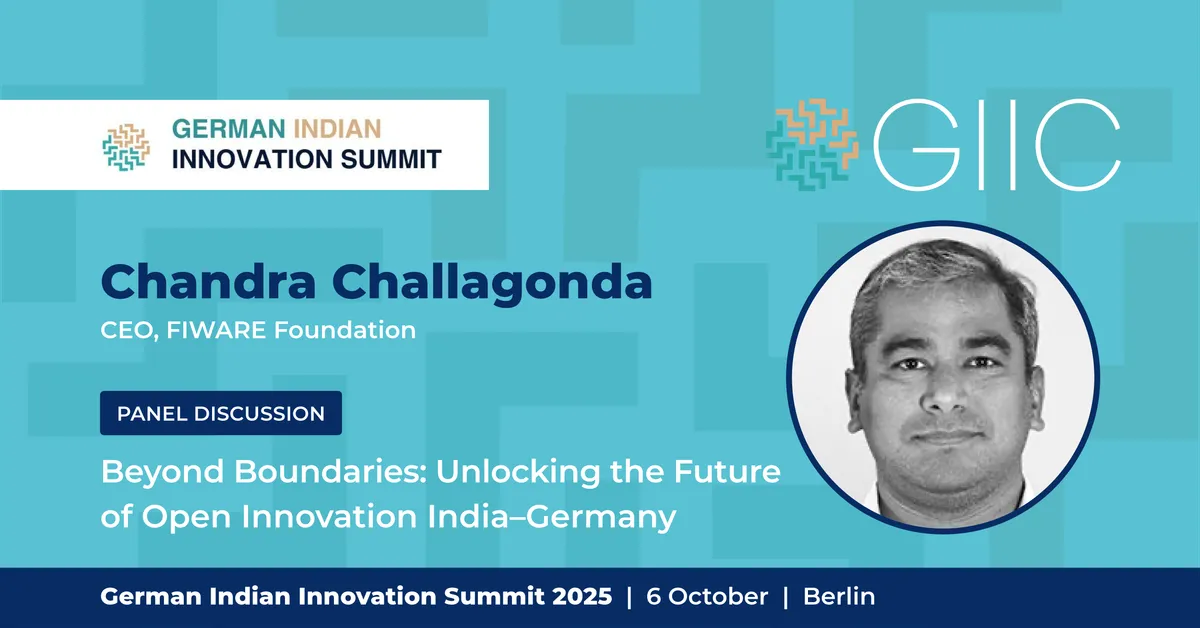 GERMAN INDIAN
INNOVATION SUMMIT
GIIC
Chandra Challagonda
CEO, FIWARE Foundation
PANEL DISCUSSION
Beyond Boundaries: Unlocking the Future
of Open Innovation India–Germany
German Indian Innovation Summit 2025 | 6 October | Berlin